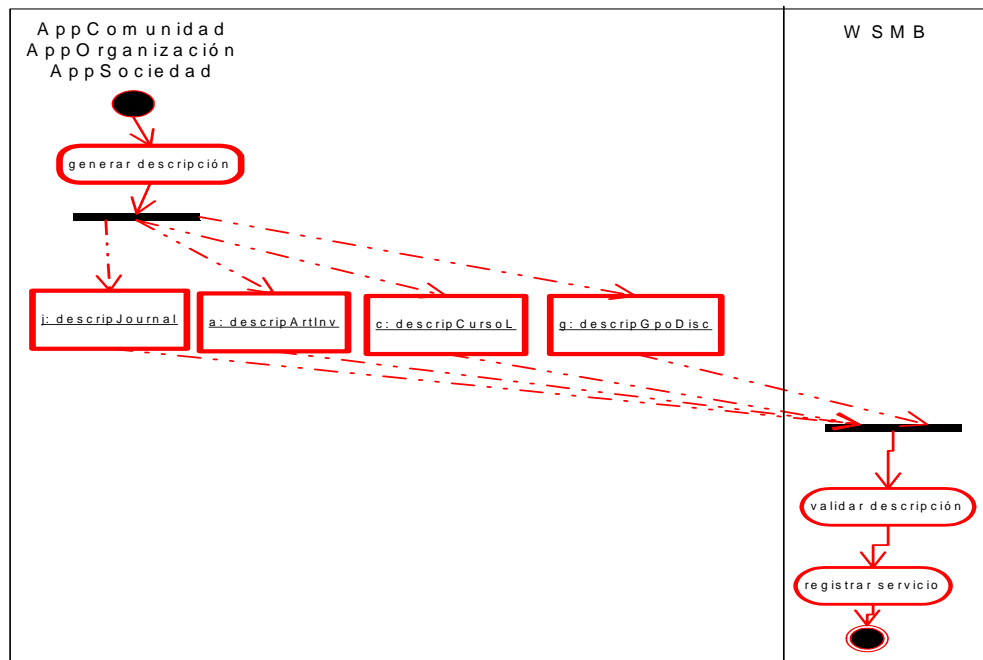 AppComunidad
AppOrganización
AppSociedad
WSMB
generar descripción
j: descripJournal
a: descripArtInv
c: descripCursoL
g: descripGpoDisc
validar descripción
registrar servicio